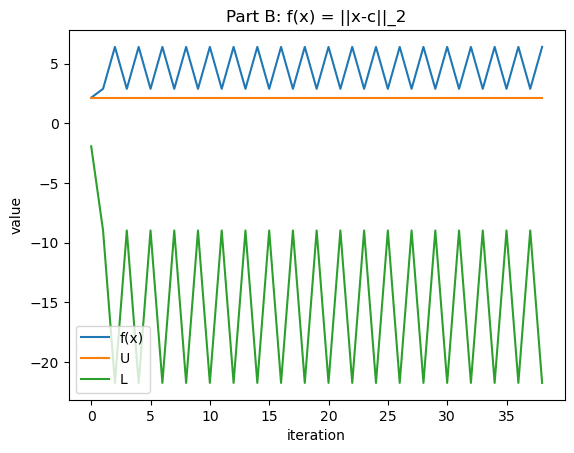 Part B: f(x) = ||x-c||_2
value
5
0
−5
−10
−15
−20
f(x)
U
L
0 5 10 15 20 25 30 35
iteration